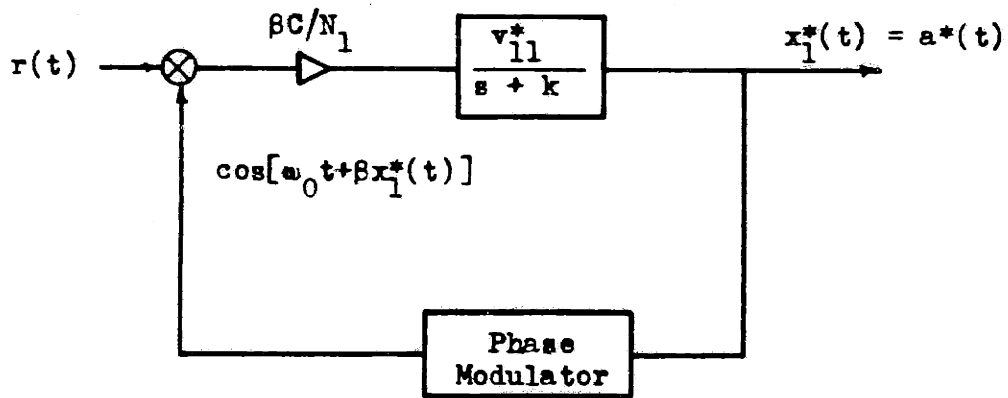 βC/N₁
r(t)
v*₁₁
s + k
x*₁(t) = a*(t)
cos[ω₀t+βx*₁(t)]
Phase
Modulator